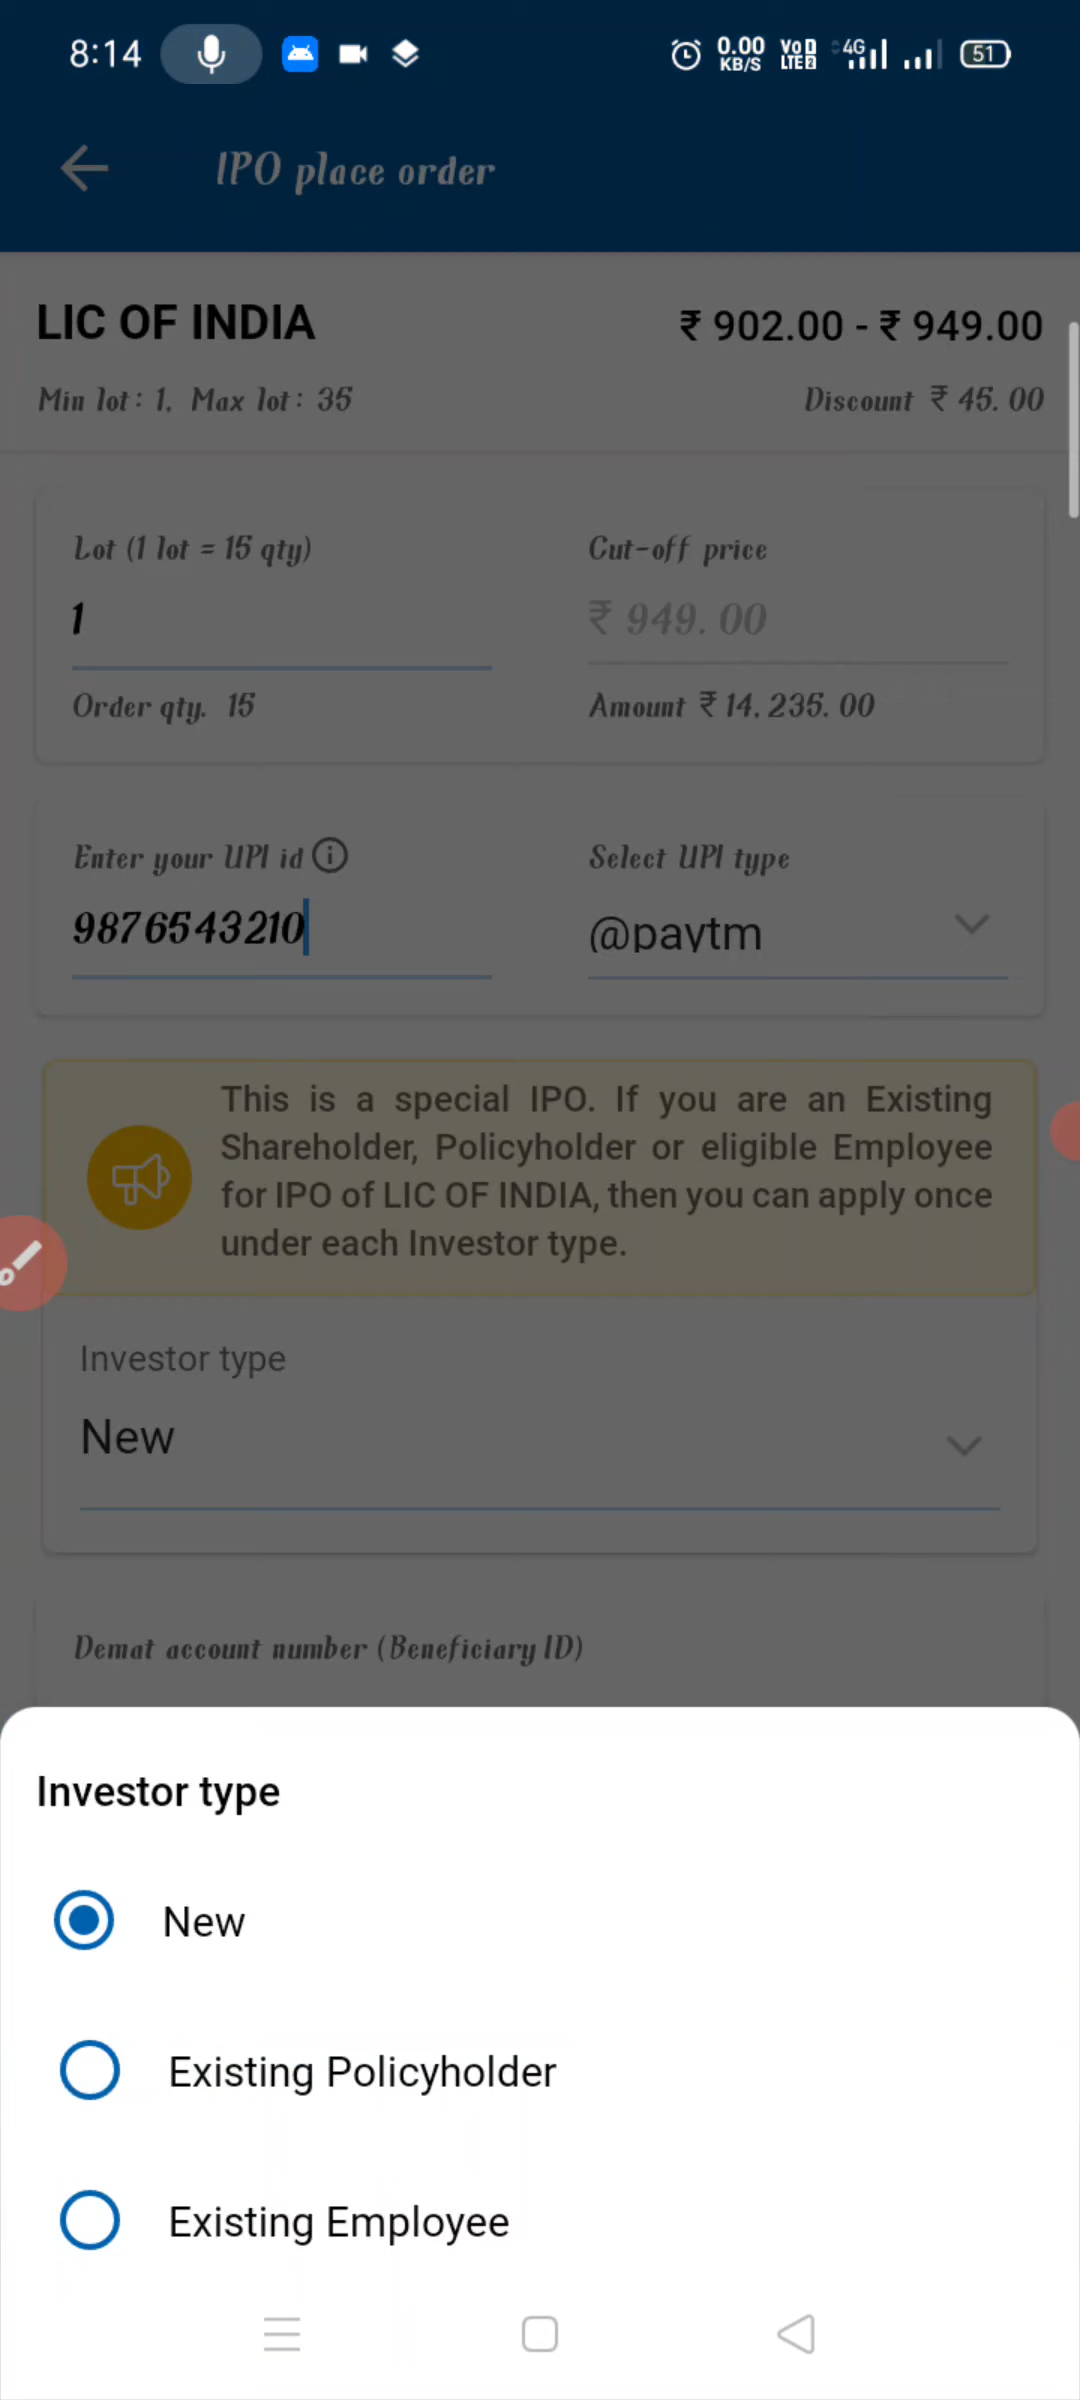 8:14
0.00 KB/S VoD LTE2 4G 51
IPO place order
LIC OF INDIA ₹ 902.00 - ₹ 949.00
Min lot: 1, Max lot: 35 Discount ₹ 45.00
Lot (1 lot = 15 qty) Cut-off price
1 ₹ 949.00
Order qty. 15 Amount ₹ 14,235.00
Enter your UPI id Select UPI type
9876543210 @paytm
This is a special IPO. If you are an Existing
Shareholder, Policyholder or eligible Employee
for IPO of LIC OF INDIA, then you can apply once
under each Investor type.
Investor type
New
Demat account number (Beneficiary ID)
Investor type
New
Existing Policyholder
Existing Employee